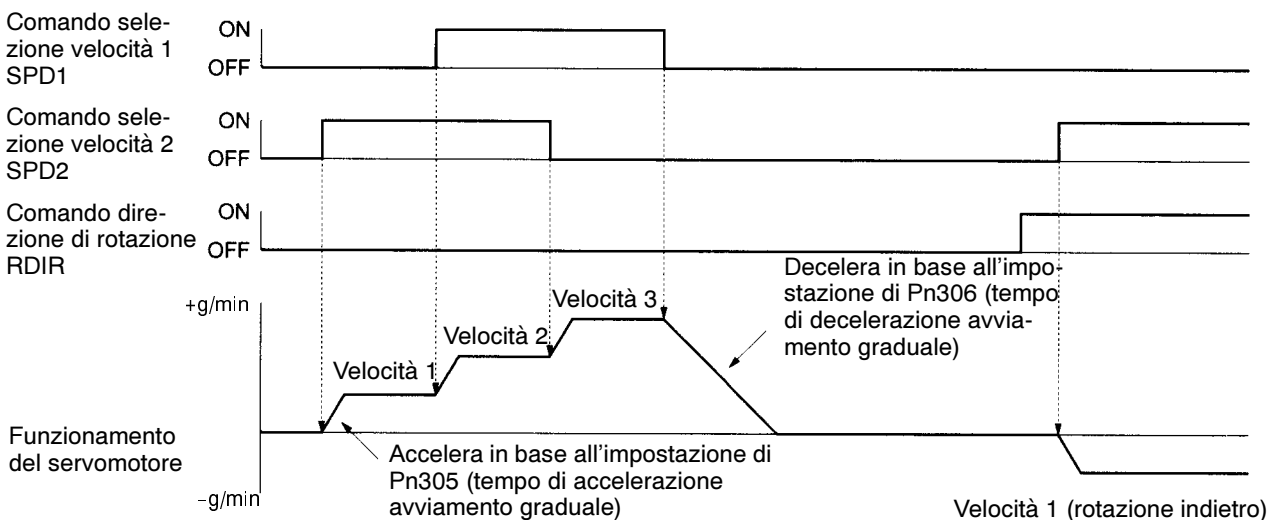 Comando sele-
zione velocità 1
SPD1
ON
OFF
Comando sele-
zione velocità 2
SPD2
ON
OFF
Comando dire-
zione di rotazione
RDIR
ON
OFF
Decelera in base all'impo-
stazione di Pn306 (tempo
di decelerazione avvia-
mento graduale)
+g/min
Velocità 3
Velocità 2
Velocità 1
Funzionamento
del servomotore
Accelera in base all'impostazione di
Pn305 (tempo di accelerazione
avviamento graduale)
−g/min
Velocità 1 (rotazione indietro)